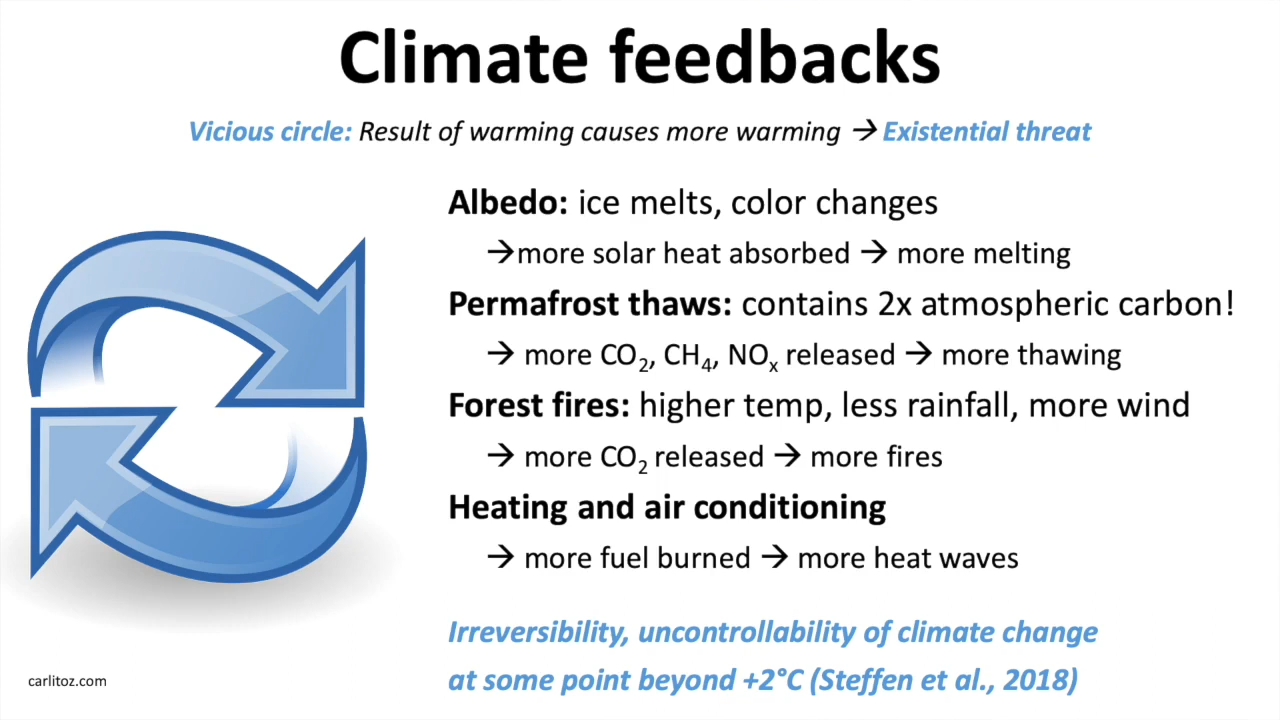 Climate feedbacks
Vicious circle: Result of warming causes more warming → Existential threat
Albedo: ice melts, color changes
→more solar heat absorbed → more melting
Permafrost thaws: contains 2x atmospheric carbon!
→ more CO₂, CH₄, NOₓ released → more thawing
Forest fires: higher temp, less rainfall, more wind
→ more CO₂ released → more fires
Heating and air conditioning
→ more fuel burned → more heat waves
Irreversibility, uncontrollability of climate change
at some point beyond +2°C (Steffen et al., 2018)
carlitoz.com